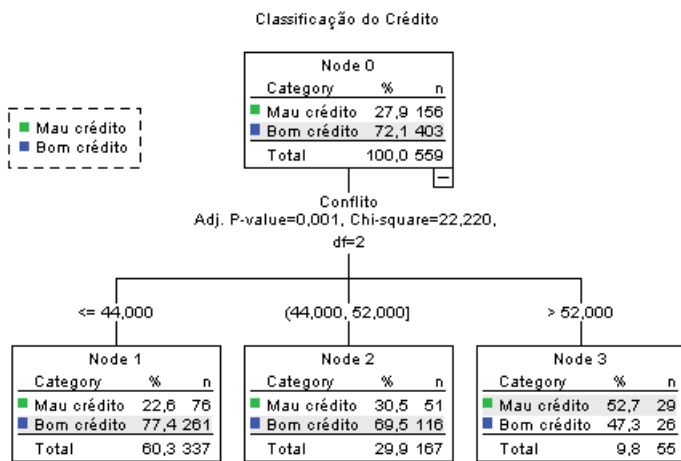 Classificação do Crédito
Mau crédito
Bom crédito
Node 0
Category % n
Mau crédito 27,9 156
Bom crédito 72,1 403
Total 100,0 559
Conflito
Adj. P-value=0,001, Chi-square=22,220,
df=2
<= 44,000 (44,000, 52,000] > 52,000
Node 1
Category % n
Mau crédito 22,6 76
Bom crédito 77,4 261
Total 60,3 337
Node 2
Category % n
Mau crédito 30,5 51
Bom crédito 69,5 116
Total 29,9 167
Node 3
Category % n
Mau crédito 52,7 29
Bom crédito 47,3 26
Total 9,8 55